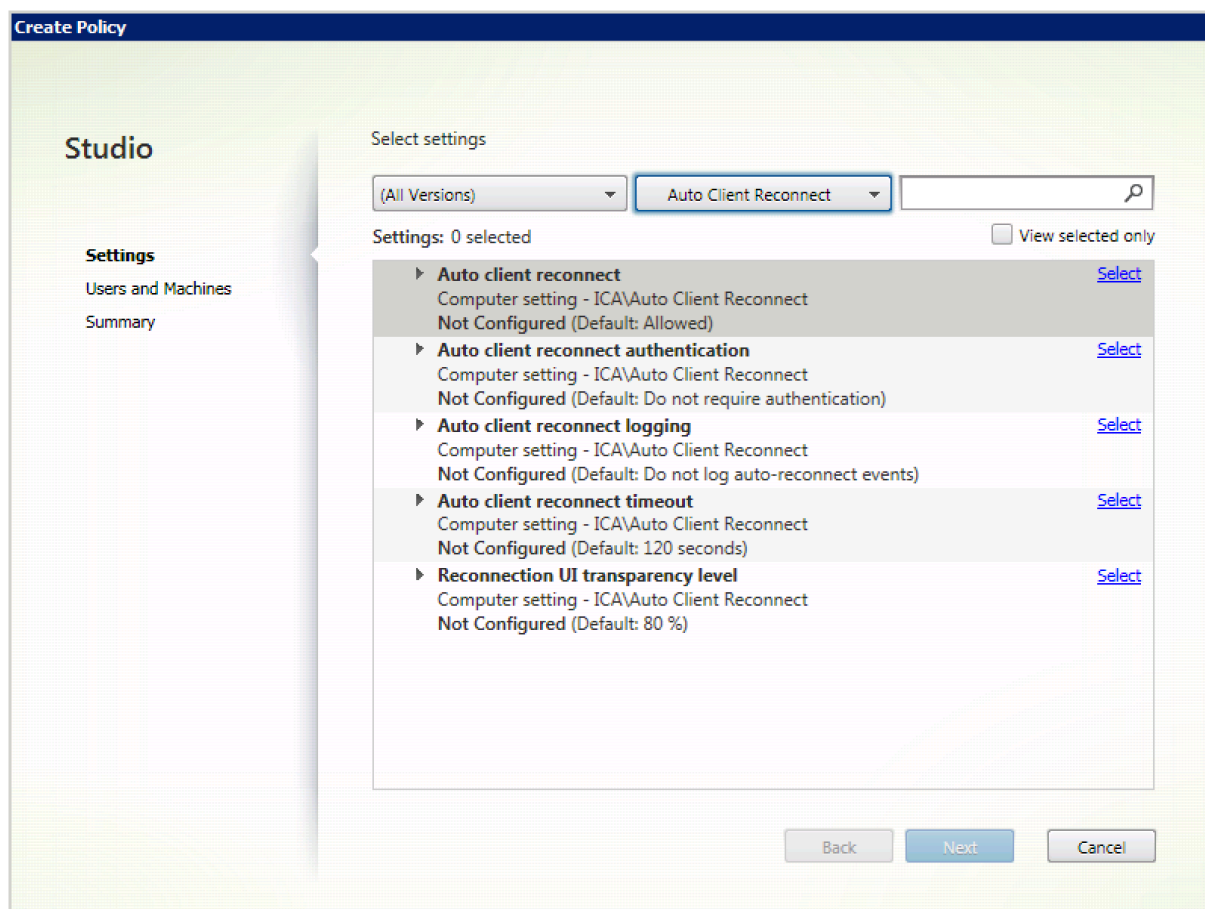 Create Policy
Studio
Settings
Users and Machines
Summary
Select settings
(All Versions)
Auto Client Reconnect
Settings: 0 selected
View selected only
Auto client reconnect
Select
Computer setting - ICA\Auto Client Reconnect
Not Configured (Default: Allowed)
Auto client reconnect authentication
Select
Computer setting - ICA\Auto Client Reconnect
Not Configured (Default: Do not require authentication)
Auto client reconnect logging
Select
Computer setting - ICA\Auto Client Reconnect
Not Configured (Default: Do not log auto-reconnect events)
Auto client reconnect timeout
Select
Computer setting - ICA\Auto Client Reconnect
Not Configured (Default: 120 seconds)
Reconnection UI transparency level
Select
Computer setting - ICA\Auto Client Reconnect
Not Configured (Default: 80 %)
Back
Next
Cancel